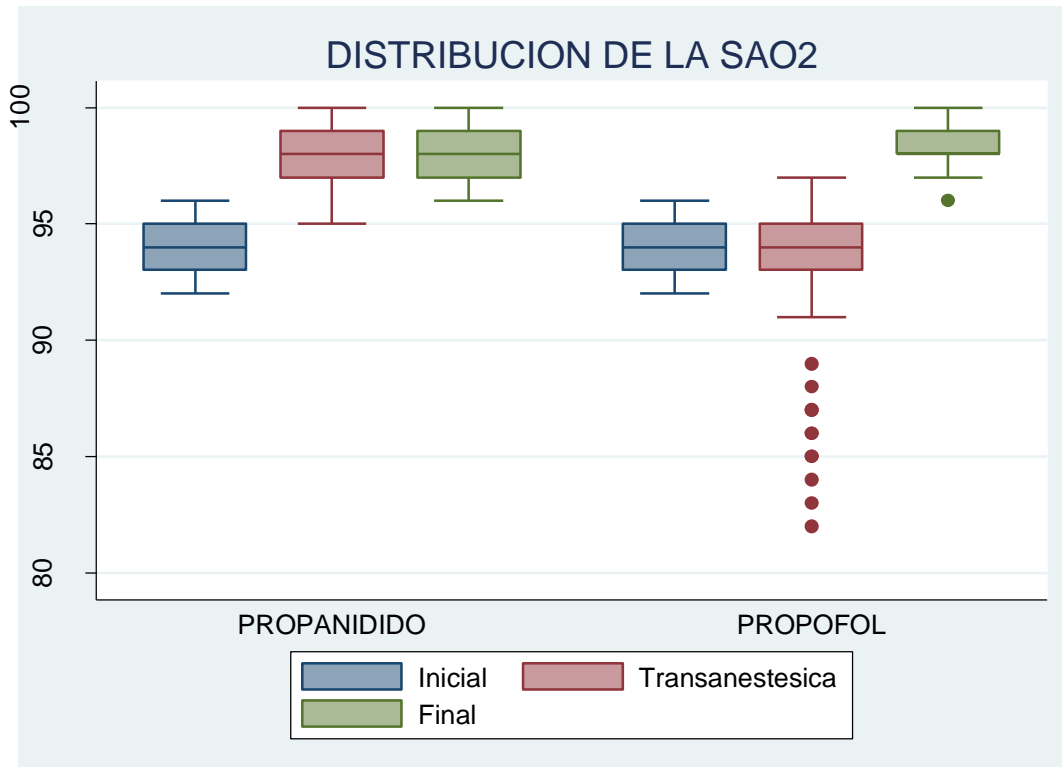 DISTRIBUCION DE LA SAO2
100
95
90
85
80
PROPANIDIDO PROPOFOL
Inicial Transanestesica
Final